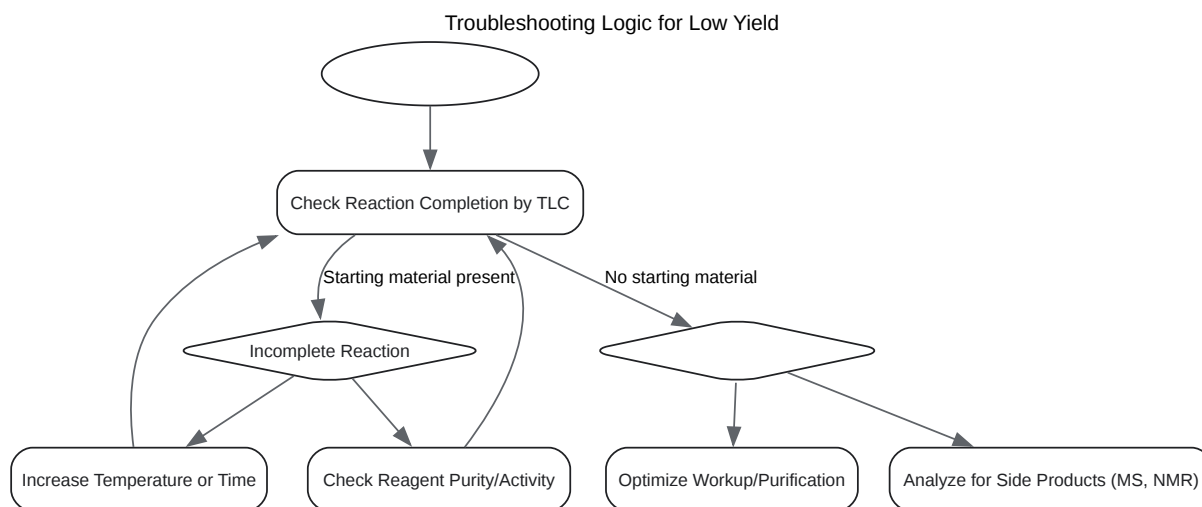 Troubleshooting Logic for Low Yield
Check Reaction Completion by TLC
Starting material present
No starting material
Incomplete Reaction
Increase Temperature or Time
Check Reagent Purity/Activity
Optimize Workup/Purification
Analyze for Side Products (MS, NMR)